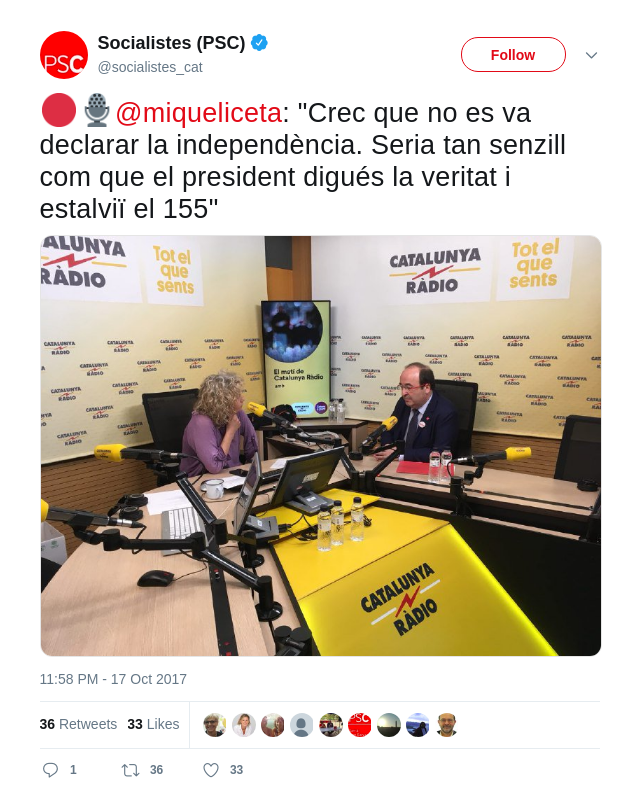 PSC
Socialistes (PSC)
@socialistes_cat
Follow
@miqueliceta: "Crec que no es va
declarar la independència. Seria tan senzill
com que el president digués la veritat i
estalviï el 155"
CATALUNYA
RÀDIO
Tot el
que
sents
CATALUNYA
RÀDIO
Tot el
que
sents
El matí de
Catalunya Ràdio
CATALUNYA
RÀDIO
11:58 PM - 17 Oct 2017
36 Retweets 33 Likes
PSC
1 36 33